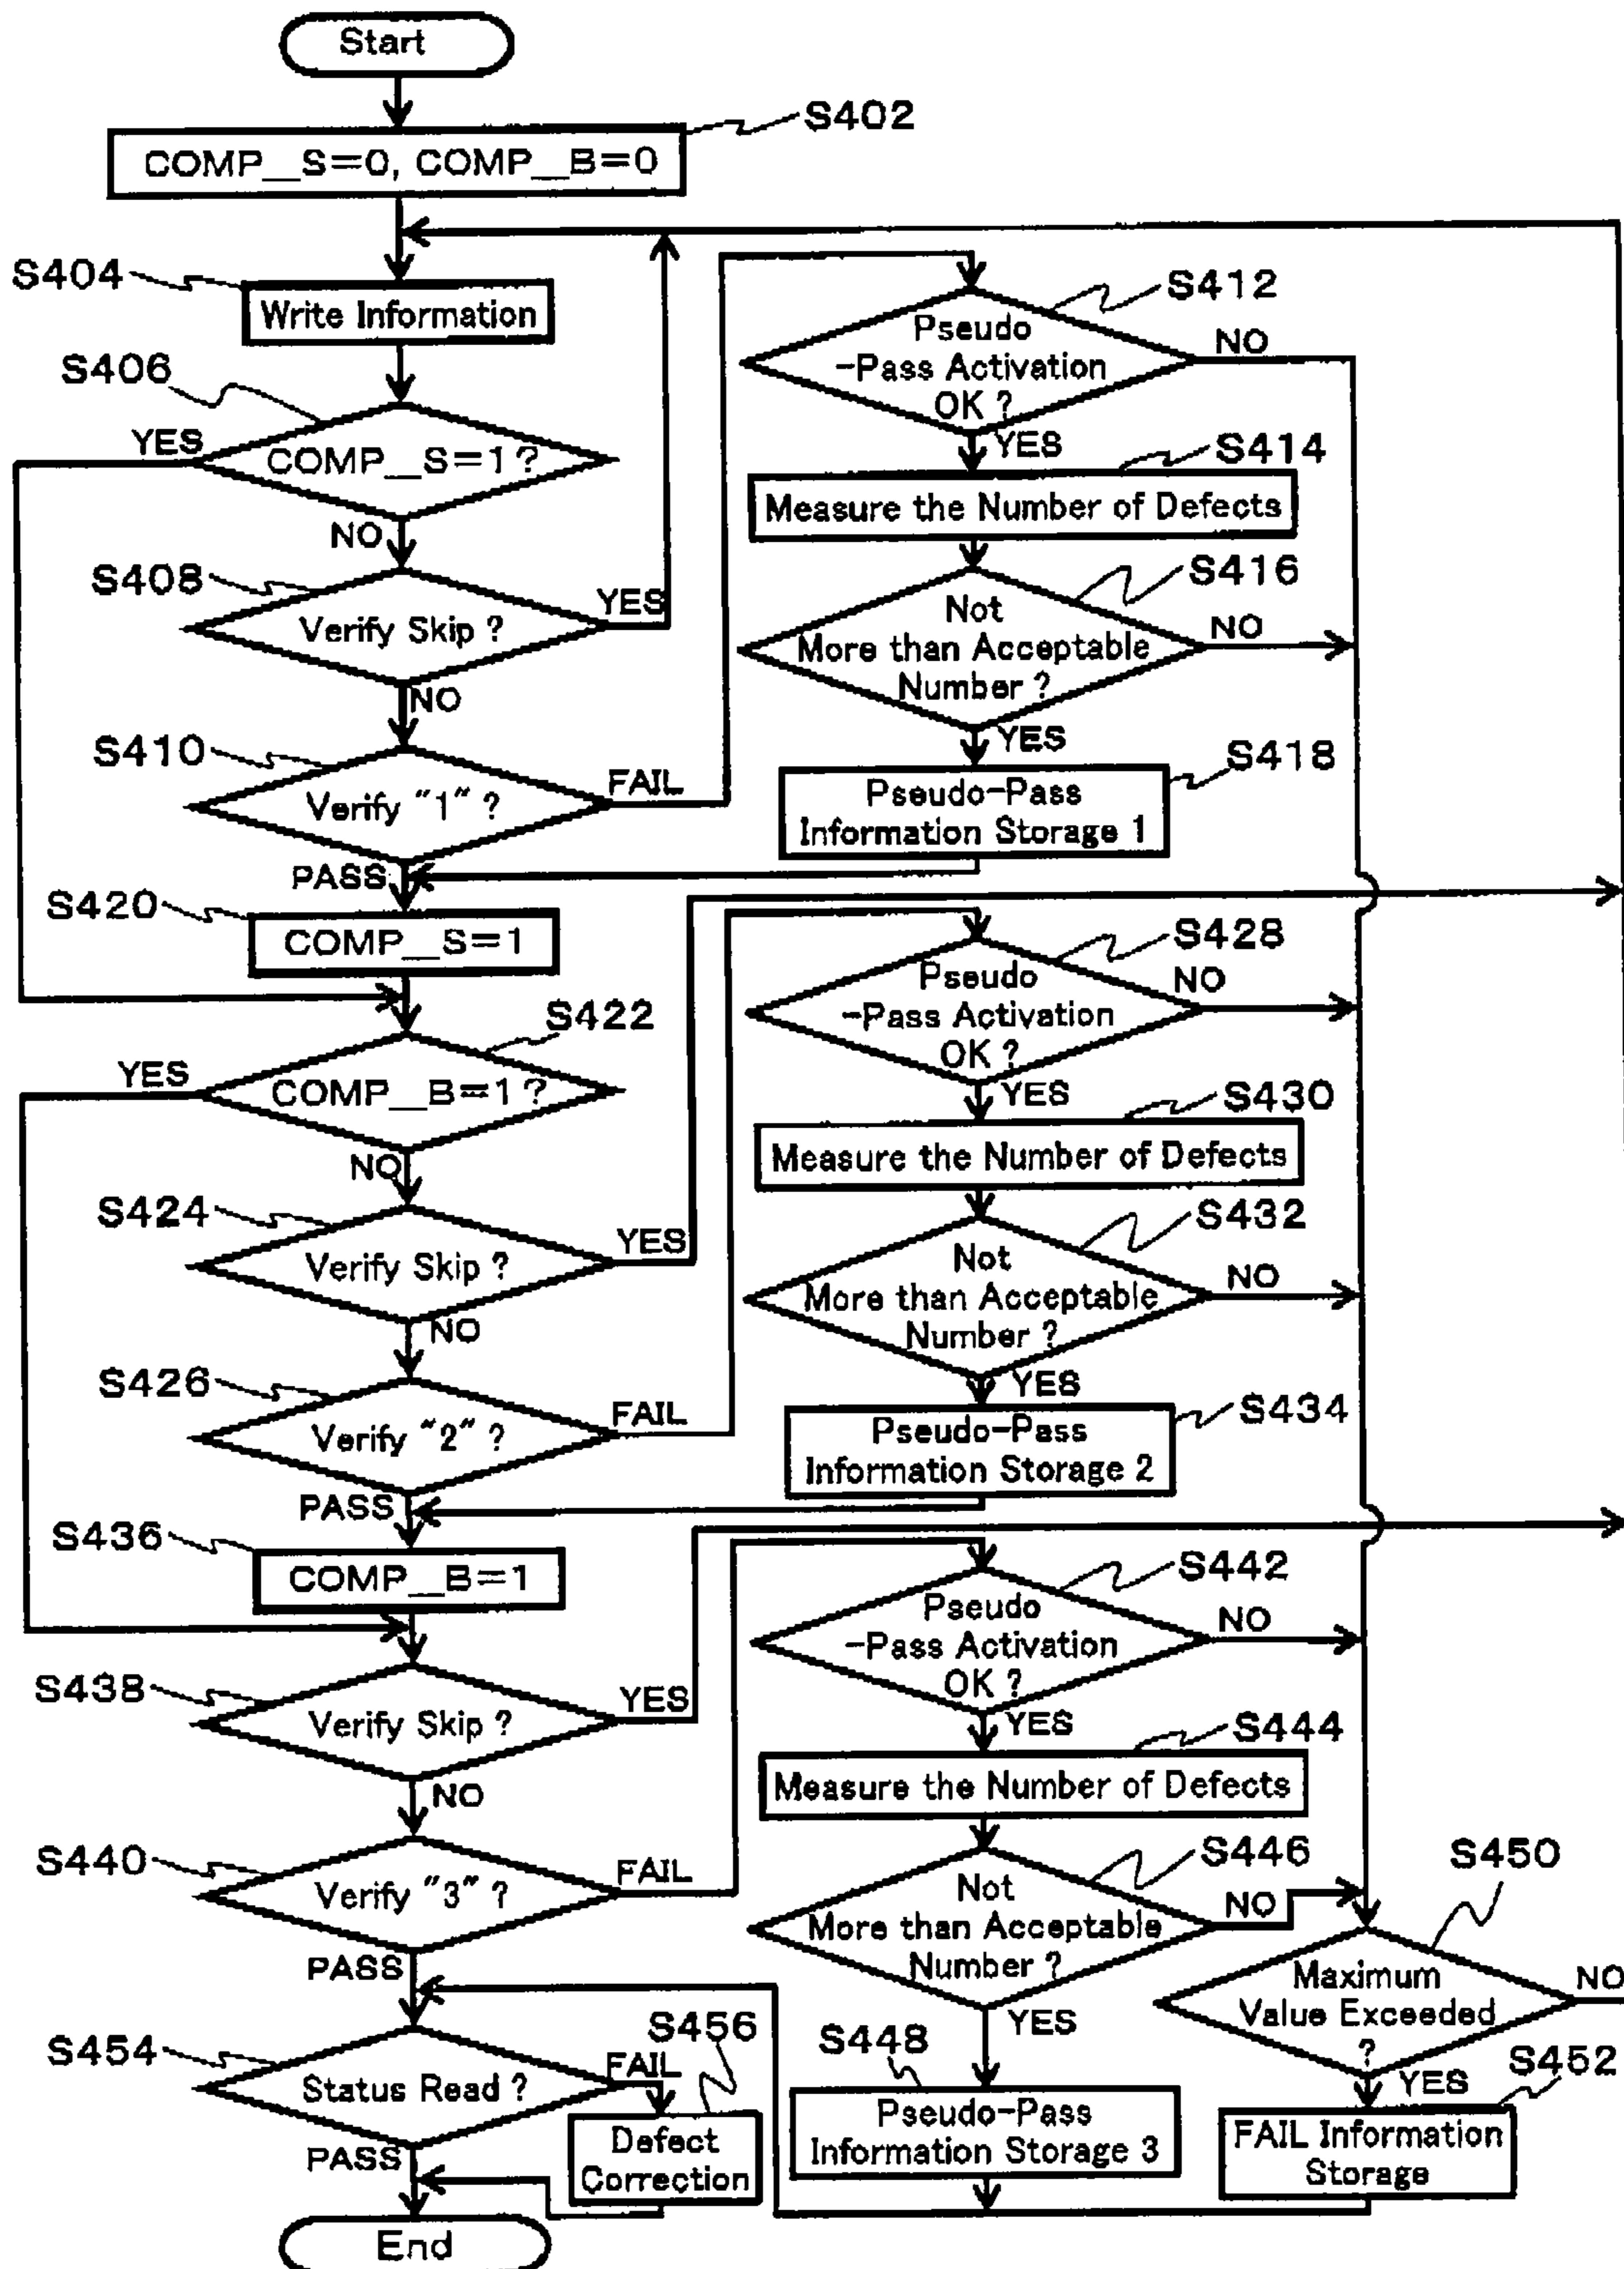 Start
S402
COMP__S=0, COMP__B=0
S404
Write Information
S406
YES
COMP__S=1?
NO
S408
Verify Skip ?
YES
NO
S410
Verify "1" ?
FAIL
PASS
S412
Pseudo
-Pass Activation
OK ?
NO
YES
S414
Measure the Number of Defects
S416
Not
More than Acceptable
Number ?
NO
YES
S418
Pseudo-Pass
Information Storage 1
S420
COMP__S=1
S422
YES
COMP__B=1?
NO
S424
Verify Skip ?
YES
NO
S426
Verify "2" ?
FAIL
PASS
S428
Pseudo
-Pass Activation
OK ?
NO
YES
S430
Measure the Number of Defects
S432
Not
More than Acceptable
Number ?
NO
YES
S434
Pseudo-Pass
Information Storage 2
S436
COMP__B=1
S438
Verify Skip ?
YES
NO
S440
Verify "3" ?
FAIL
PASS
S442
Pseudo
-Pass Activation
OK ?
NO
YES
S444
Measure the Number of Defects
S446
Not
More than Acceptable
Number ?
NO
YES
S448
Pseudo-Pass
Information Storage 3
S450
Maximum
Value Exceeded
?
NO
YES
S452
FAIL Information
Storage
S454
Status Read ?
FAIL
PASS
S456
Defect
Correction
End